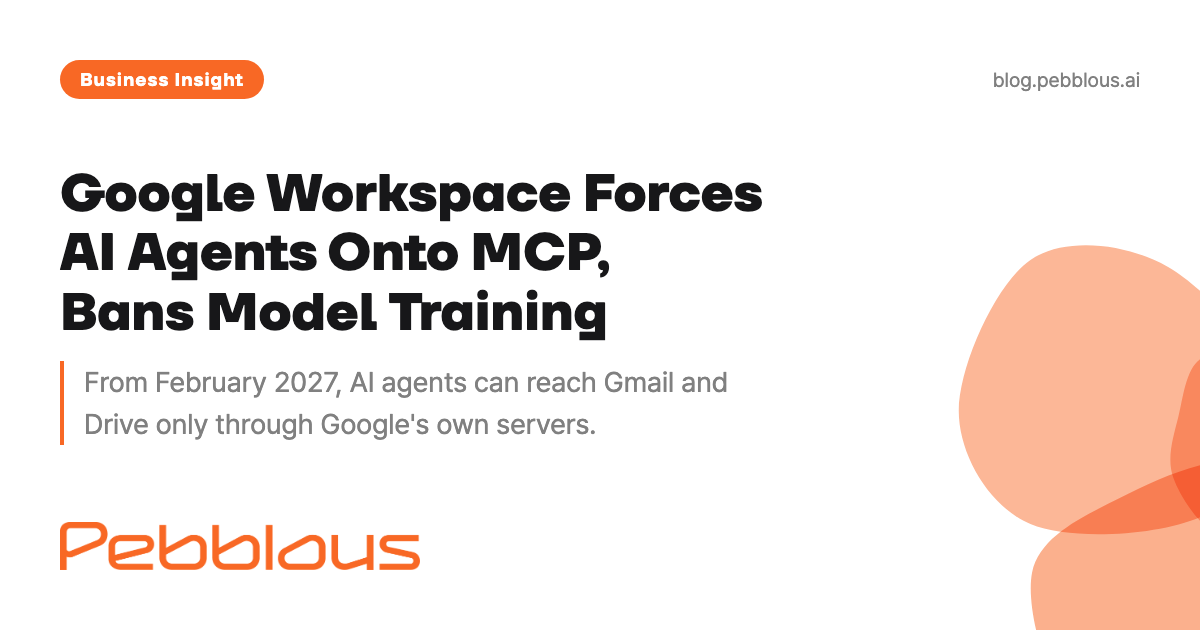 Business Insight
blog.pebblous.ai
Google Workspace Forces
AI Agents Onto MCP,
Bans Model Training
From February 2027, AI agents can reach Gmail and
Drive only through Google's own servers.
Pebblous